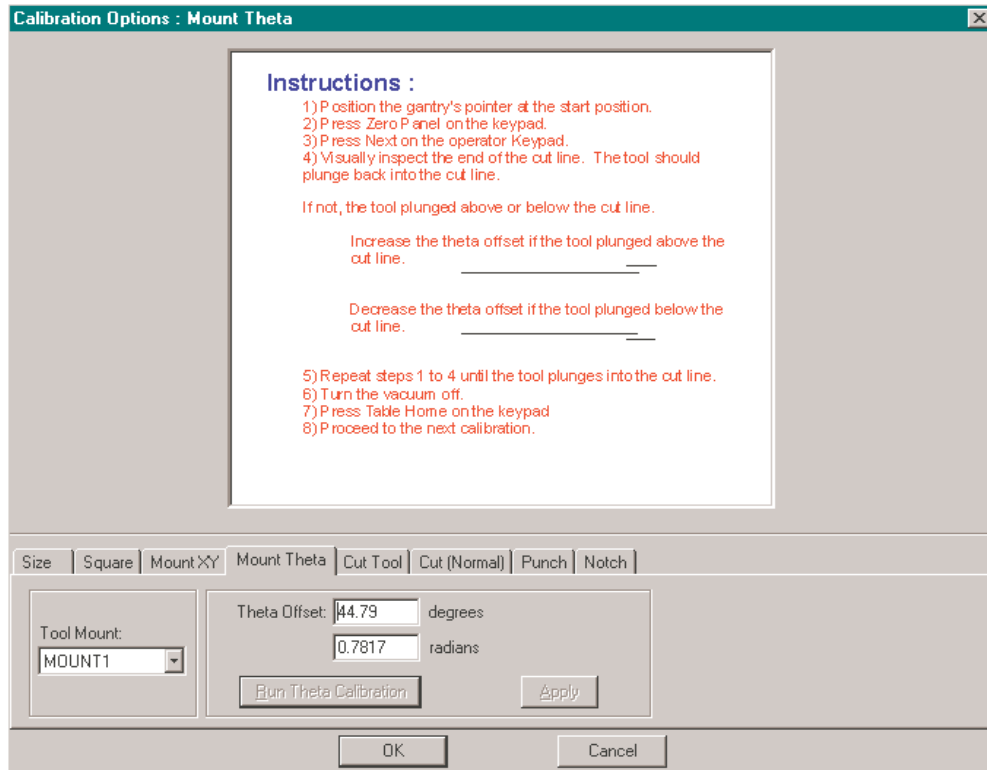 Calibration Options : Mount Theta
Instructions :
1) Position the gantry's pointer at the start position.
2) Press Zero Panel on the keypad.
3) Press Next on the operator Keypad.
4) Visually inspect the end of the cut line. The tool should
plunge back into the cut line.
If not, the tool plunged above or below the cut line.
Increase the theta offset if the tool plunged above the
cut line.
Decrease the theta offset if the tool plunged below the
cut line.
5) Repeat steps 1 to 4 until the tool plunges into the cut line.
6) Turn the vacuum off.
7) Press Table Home on the keypad
8) Proceed to the next calibration.
Size Square Mount XY Mount Theta Cut Tool Cut (Normal) Punch Notch
Theta Offset: 44.79 degrees
Tool Mount:
0.7817 radians
MOUNT1
Run Theta Calibration Apply
OK Cancel